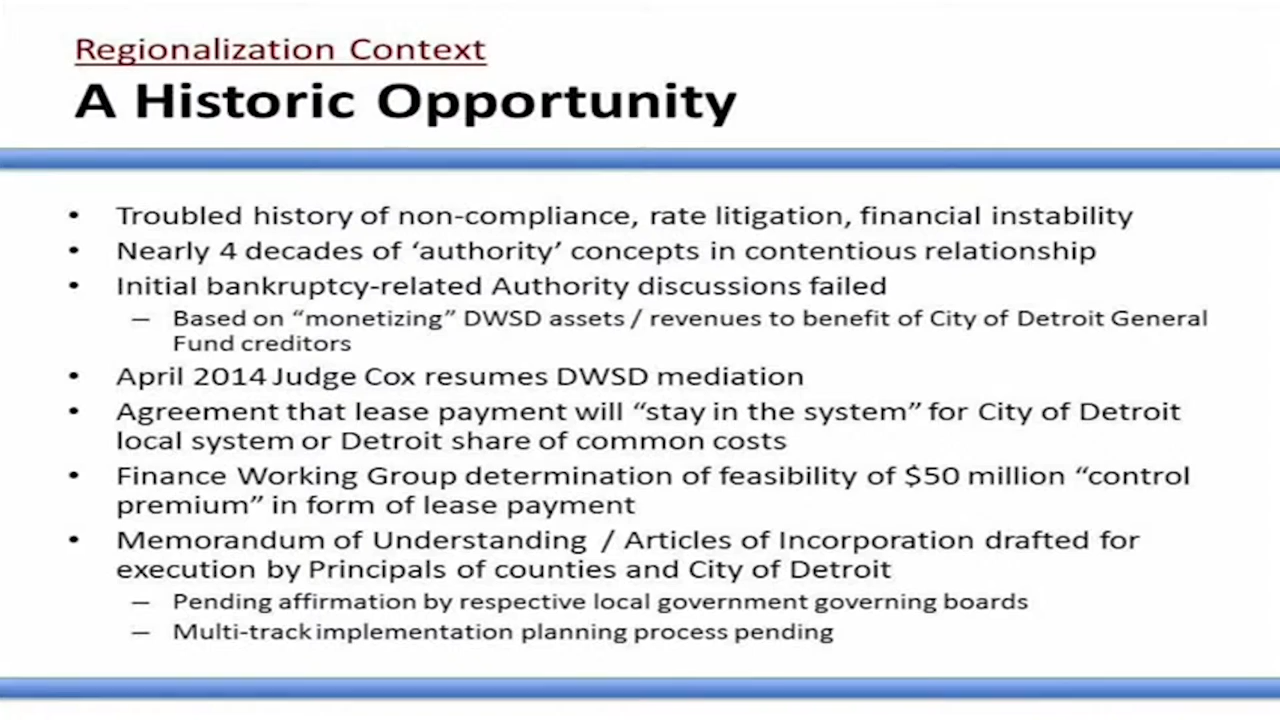 Regionalization Context
A Historic Opportunity
• Troubled history of non-compliance, rate litigation, financial instability
• Nearly 4 decades of ‘authority’ concepts in contentious relationship
• Initial bankruptcy-related Authority discussions failed
– Based on “monetizing” DWSD assets / revenues to benefit of City of Detroit General
Fund creditors
• April 2014 Judge Cox resumes DWSD mediation
• Agreement that lease payment will “stay in the system” for City of Detroit
local system or Detroit share of common costs
• Finance Working Group determination of feasibility of $50 million “control
premium” in form of lease payment
• Memorandum of Understanding / Articles of Incorporation drafted for
execution by Principals of counties and City of Detroit
– Pending affirmation by respective local government governing boards
– Multi-track implementation planning process pending